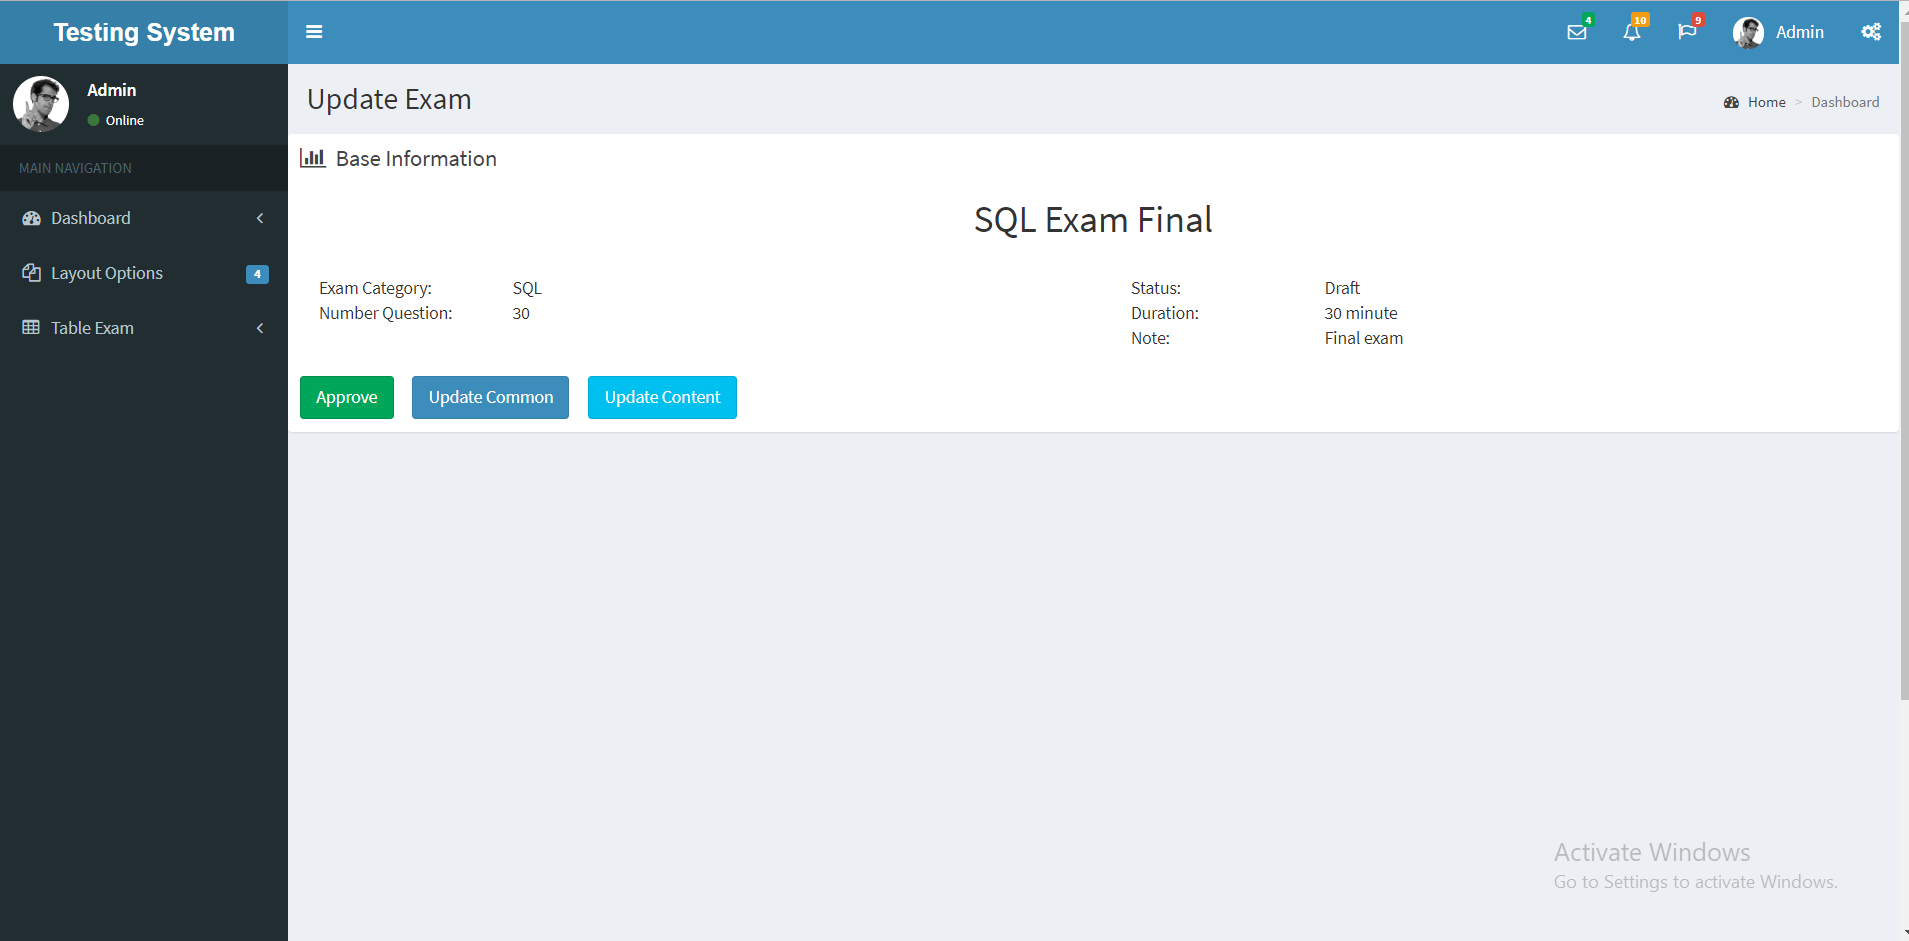 Testing System
4
10
9
Admin
Admin
Online
Update Exam
Home > Dashboard
MAIN NAVIGATION
Dashboard
Layout Options 4
Table Exam
Base Information
SQL Exam Final
Exam Category: SQL
Number Question: 30
Status: Draft
Duration: 30 minute
Note: Final exam
Approve
Update Common
Update Content
Activate Windows
Go to Settings to activate Windows.